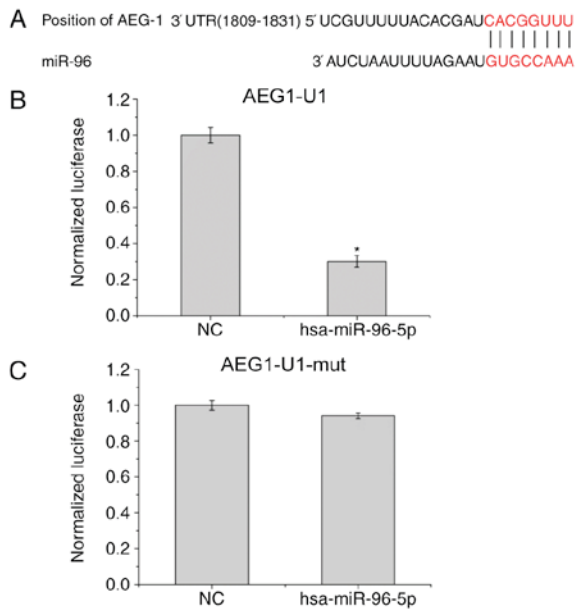 A
Position of AEG-1 3´UTR(1809-1831) 5´UCGUUUUUACACGAUCACGGUUU
miR-96 3´AUCUAAUUUUAGAAUGUGCCAAA
B
AEG1-U1
1.2
1.0
0.8
0.6
0.4
0.2
0.0
Normalized luciferase
*
NC hsa-miR-96-5p
C
AEG1-U1-mut
1.2
1.0
0.8
0.6
0.4
0.2
0.0
Normalized luciferase
NC hsa-miR-96-5p